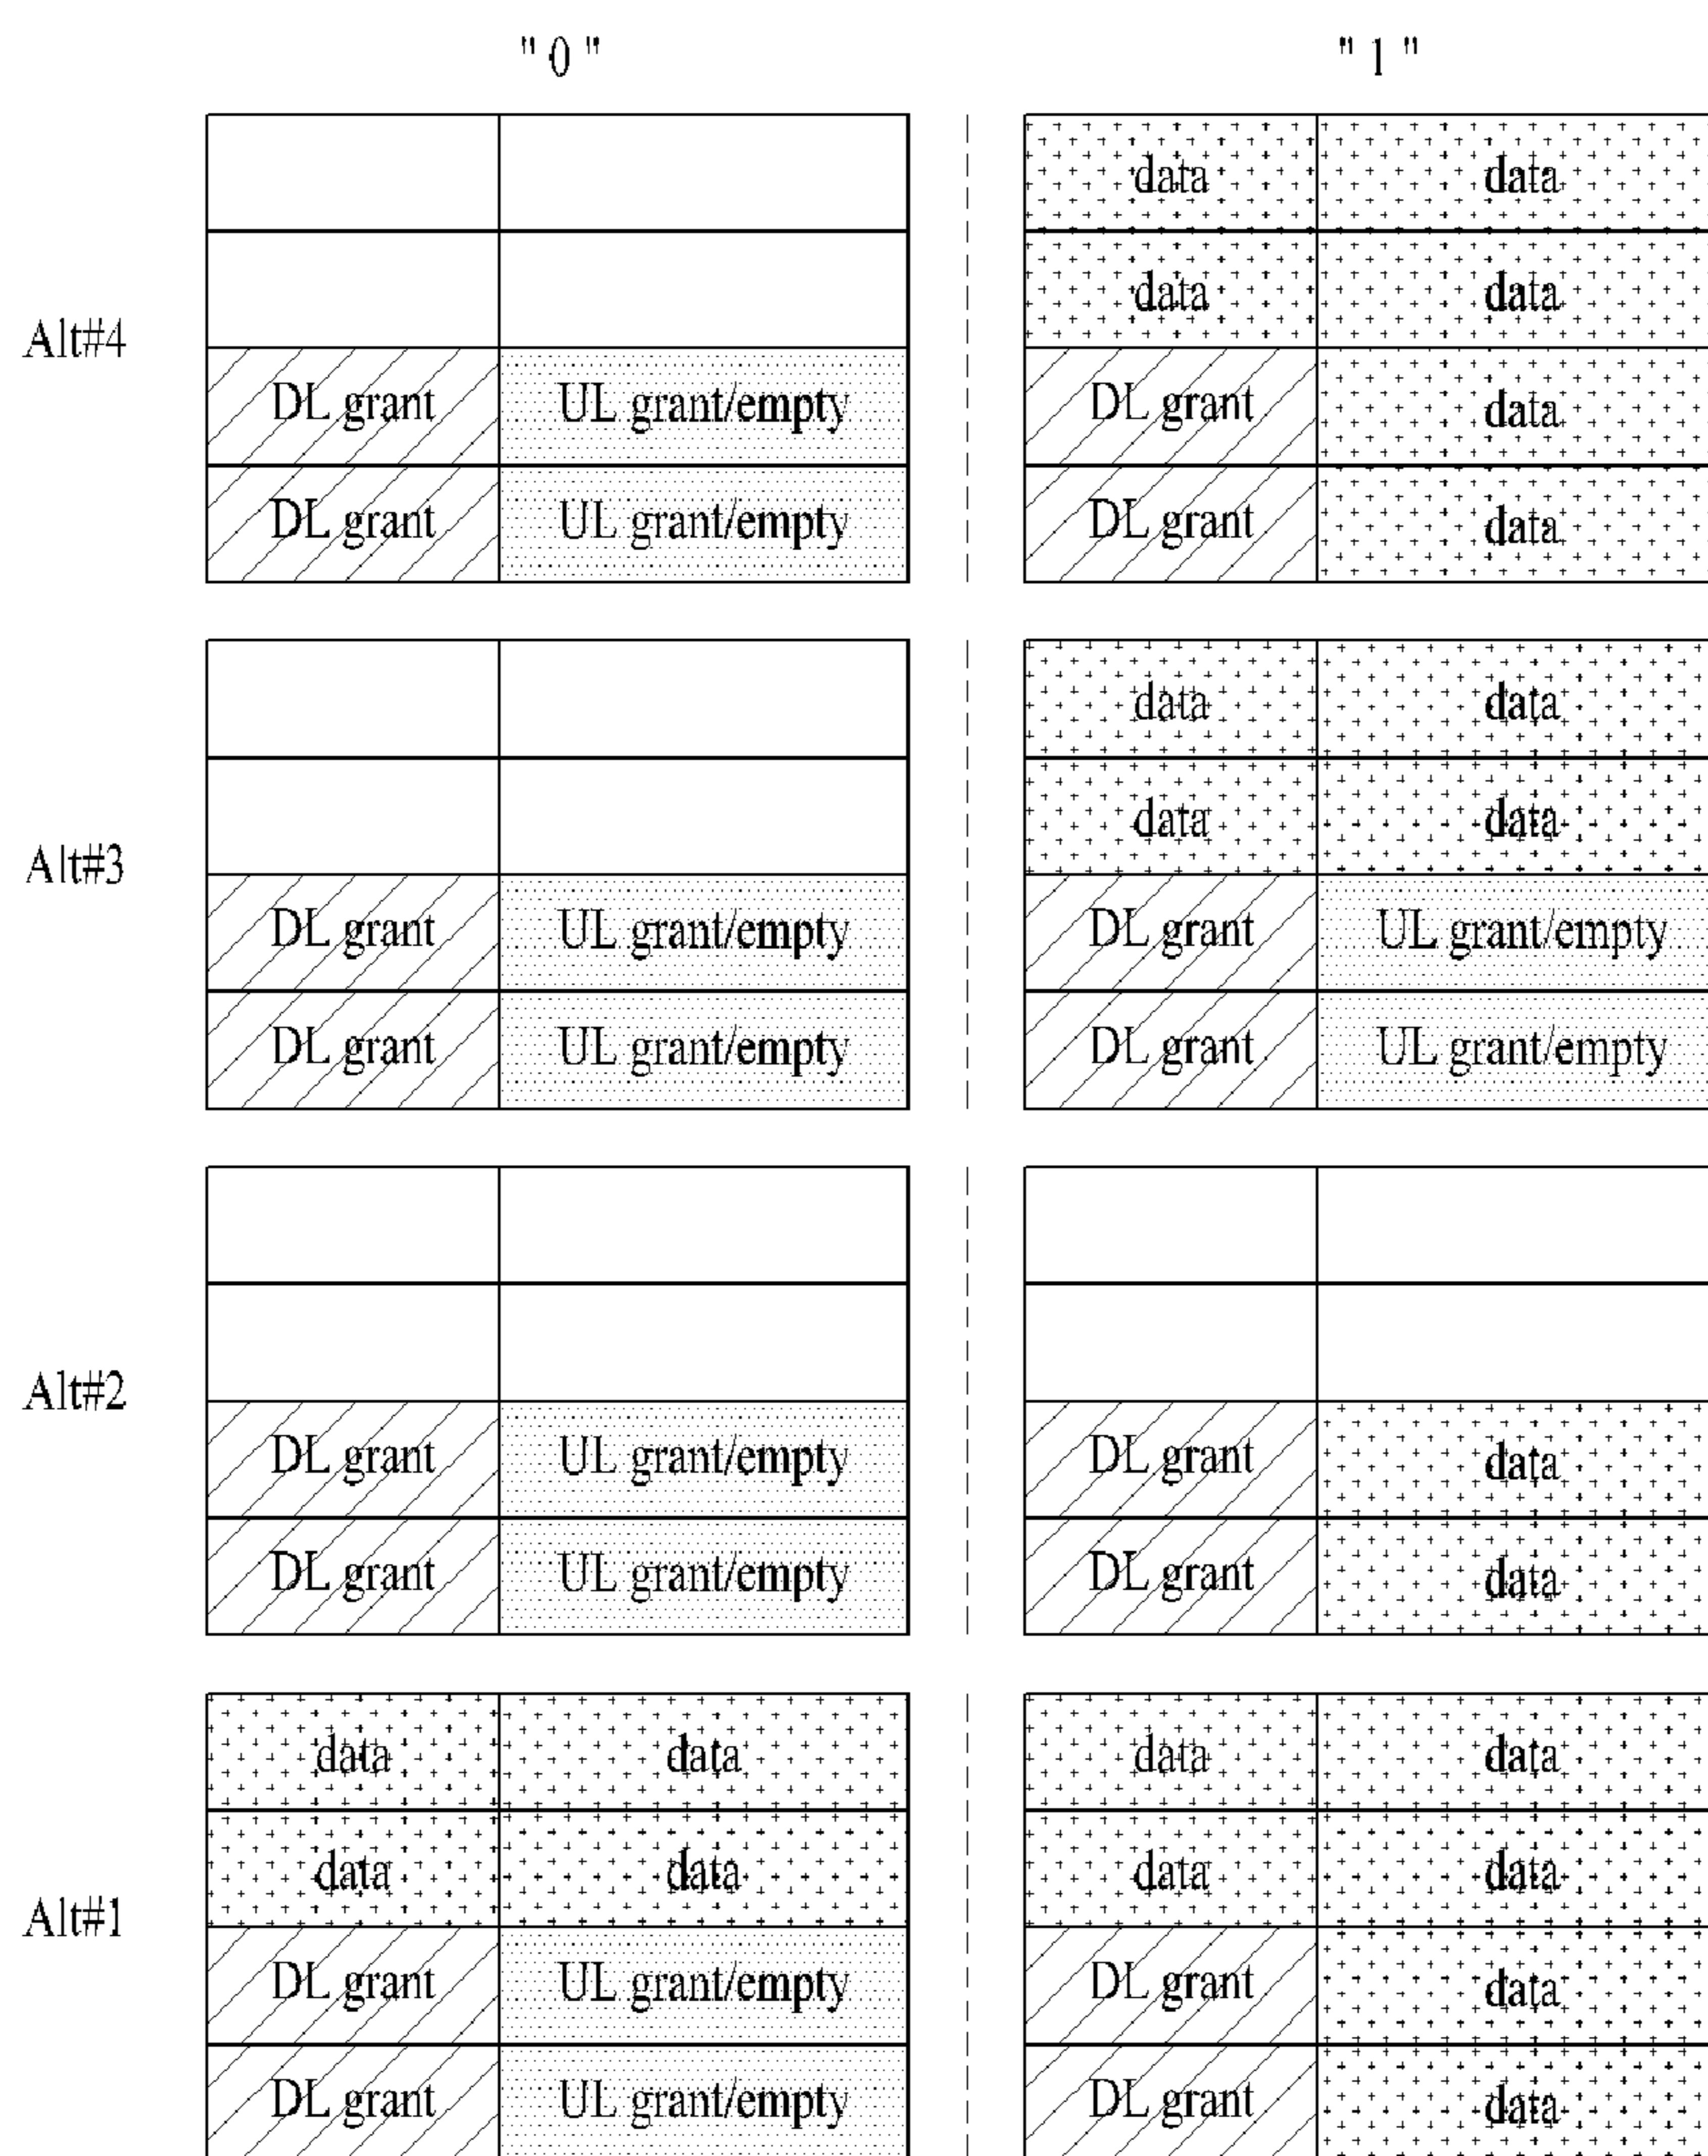 " 0 " " 1 "
data data
data data
Alt#4
DL grant UL grant/empty DL grant data
DL grant UL grant/empty DL grant data
data data
data data
Alt#3
DL grant UL grant/empty DL grant UL grant/empty
DL grant UL grant/empty DL grant UL grant/empty
Alt#2
DL grant UL grant/empty DL grant data
DL grant UL grant/empty DL grant data
data data data data
data data data data
Alt#1
DL grant UL grant/empty DL grant data
DL grant UL grant/empty DL grant data